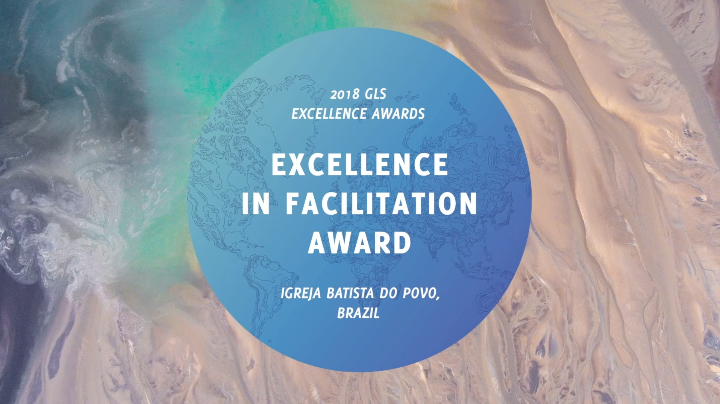 2018 GLS
EXCELLENCE AWARDS
EXCELLENCE
IN FACILITATION
AWARD
IGREJA BATISTA DO POVO,
BRAZIL